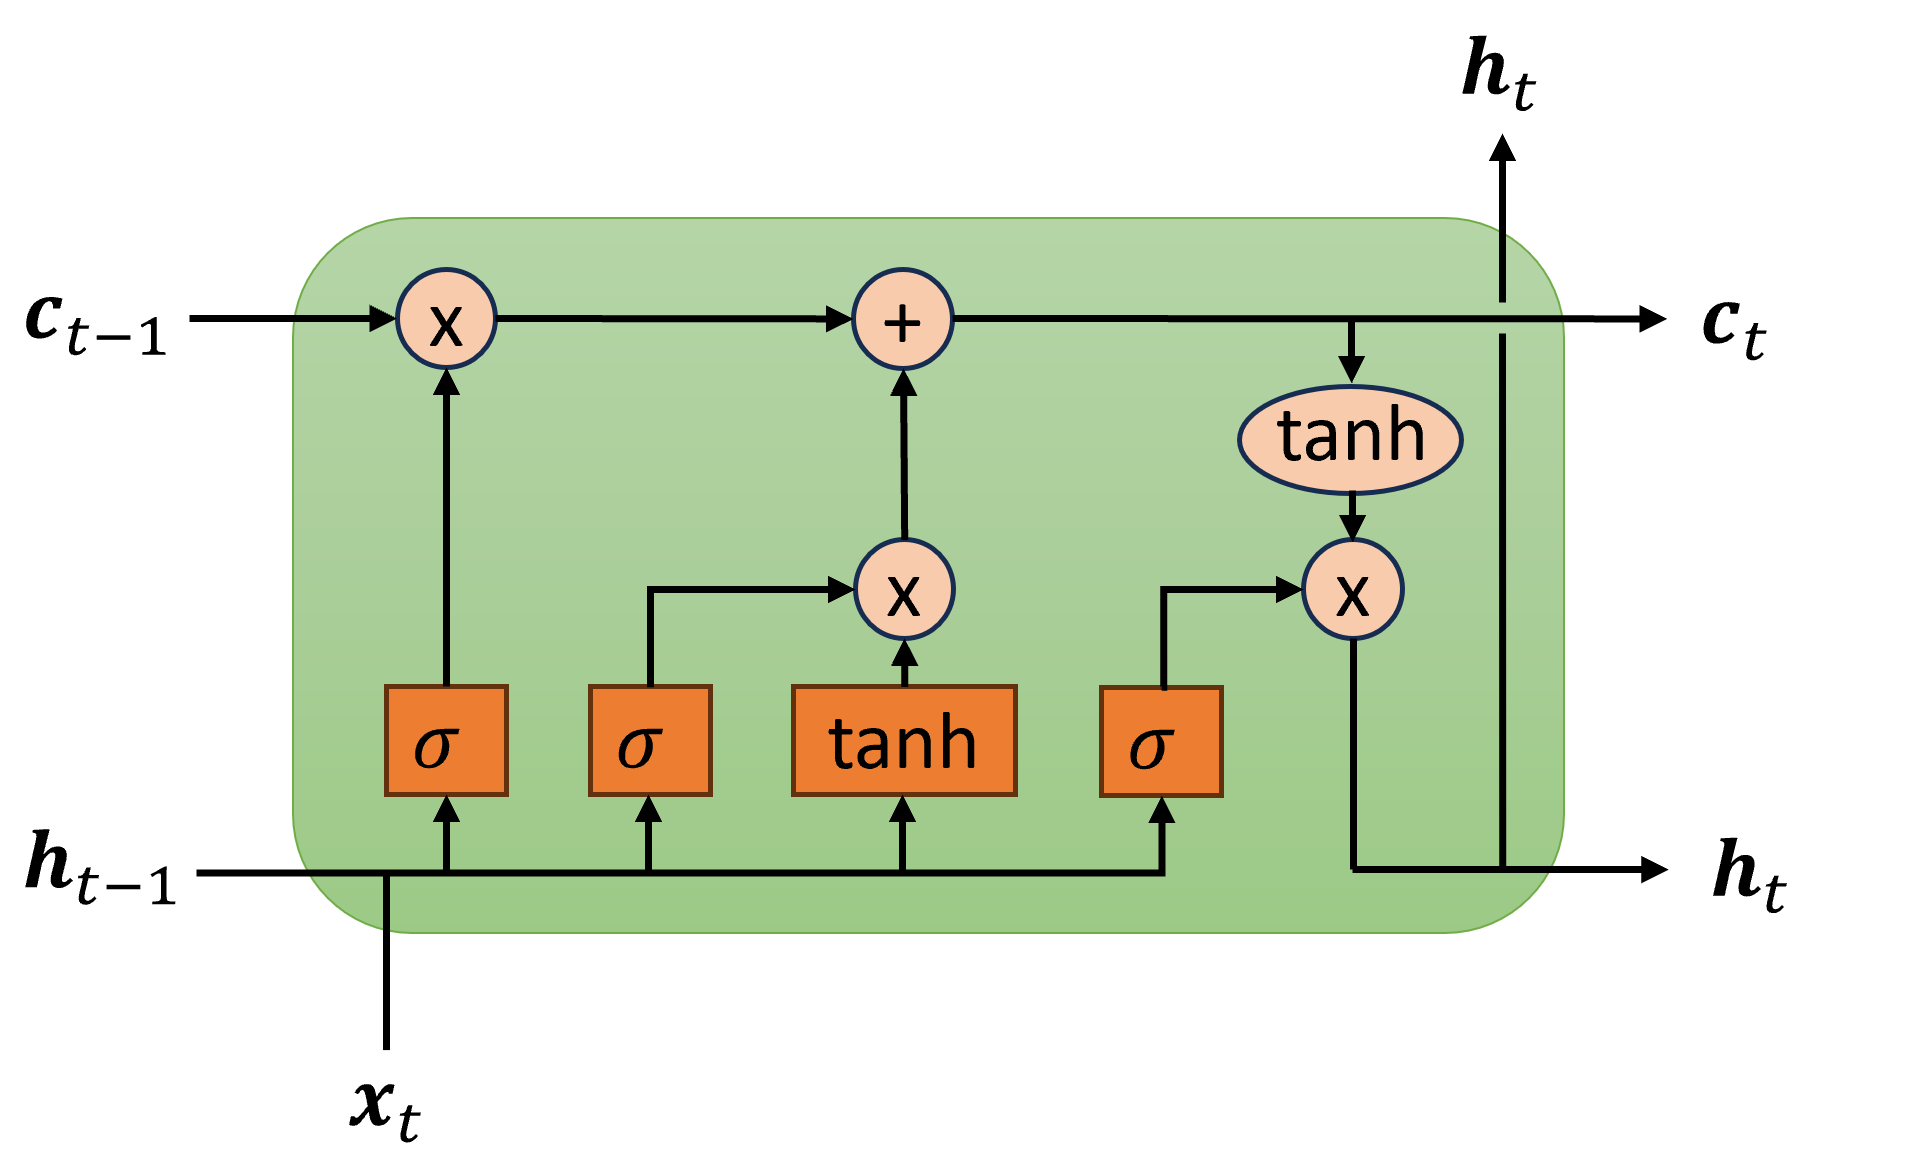 h_t
c_{t−1} x + c_t
tanh
x x
σ σ tanh σ
h_{t−1} h_t
x_t